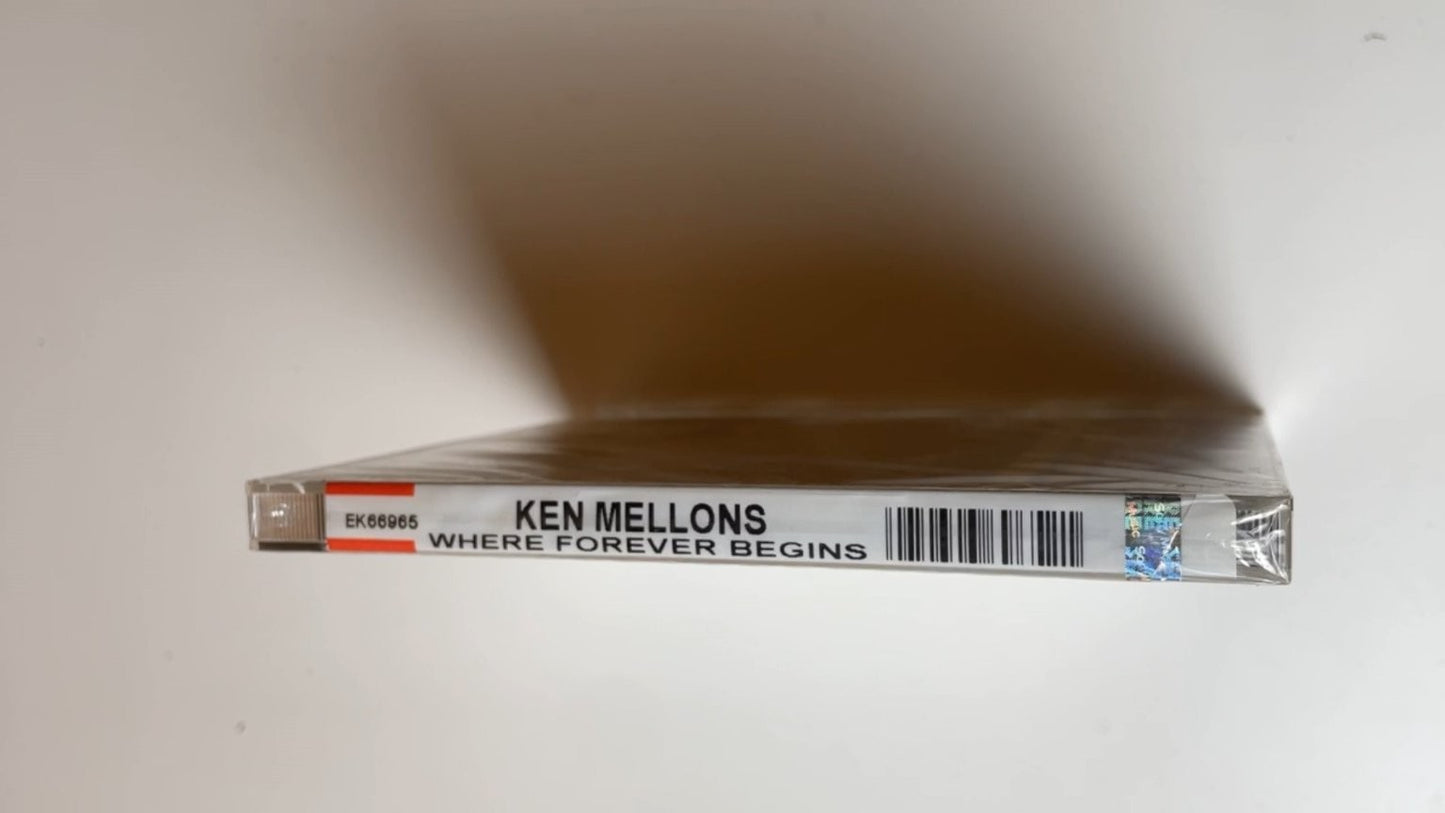 EK66965
KEN MELLONS
WHERE FOREVER BEGINS